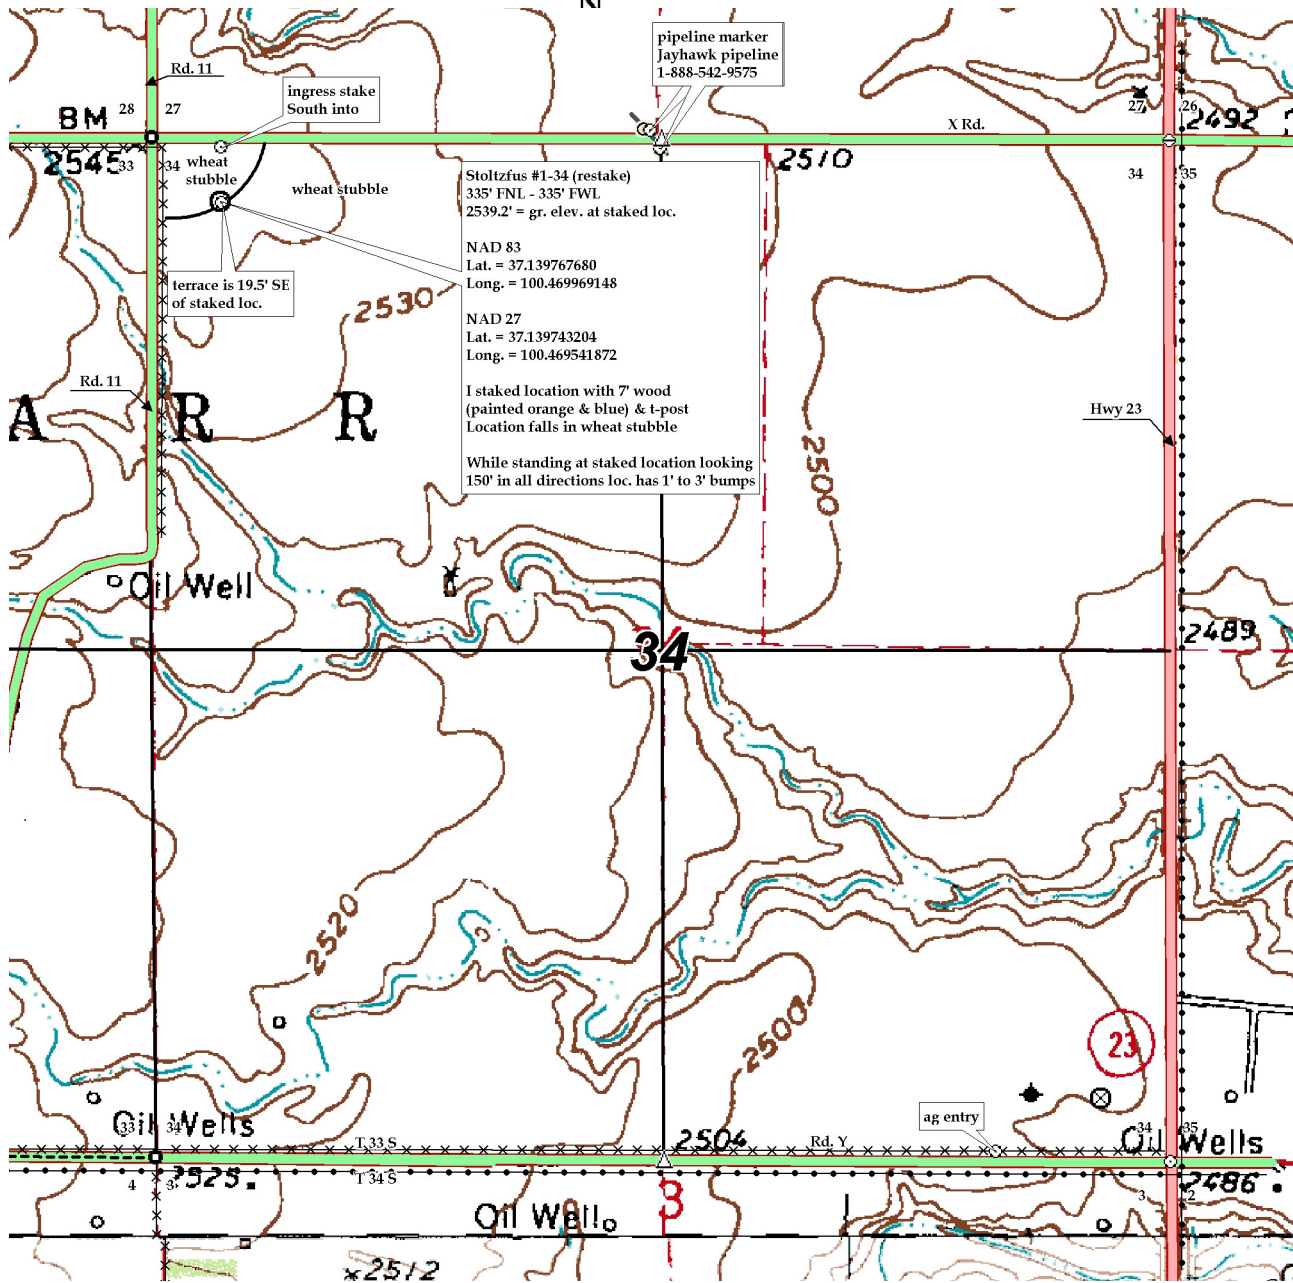 N
pipeline marker
Jayhawk pipeline
1-888-542-9575
Rd. 11
ingress stake
South into
28 27
27 26
BM
X Rd.
2492
2545
33 34
wheat
stubble
wheat stubble
2510
34 35
Stoltzfus #1-34 (restake)
335' FNL - 335' FWL
2539.2' = gr. elev. at staked loc.
NAD 83
Lat. = 37.139767680
Long. = 100.469969148
NAD 27
Lat. = 37.139743204
Long. = 100.469541872
I staked location with 7' wood
(painted orange & blue) & t-post
Location falls in wheat stubble
While standing at staked location looking
150' in all directions loc. has 1' to 3' bumps
terrace is 19.5' SE
of staked loc.
2530
Rd. 11
A R R
Hwy 23
2500
Oil Well
34
2489
2520
2500
23
ag entry
Oil Wells
33 34
T 33 S
2504
Rd. Y
34 35
Oil Wells
4 3
2525.
T 34 S
3
3 2
2486.
Oil Well
x2512